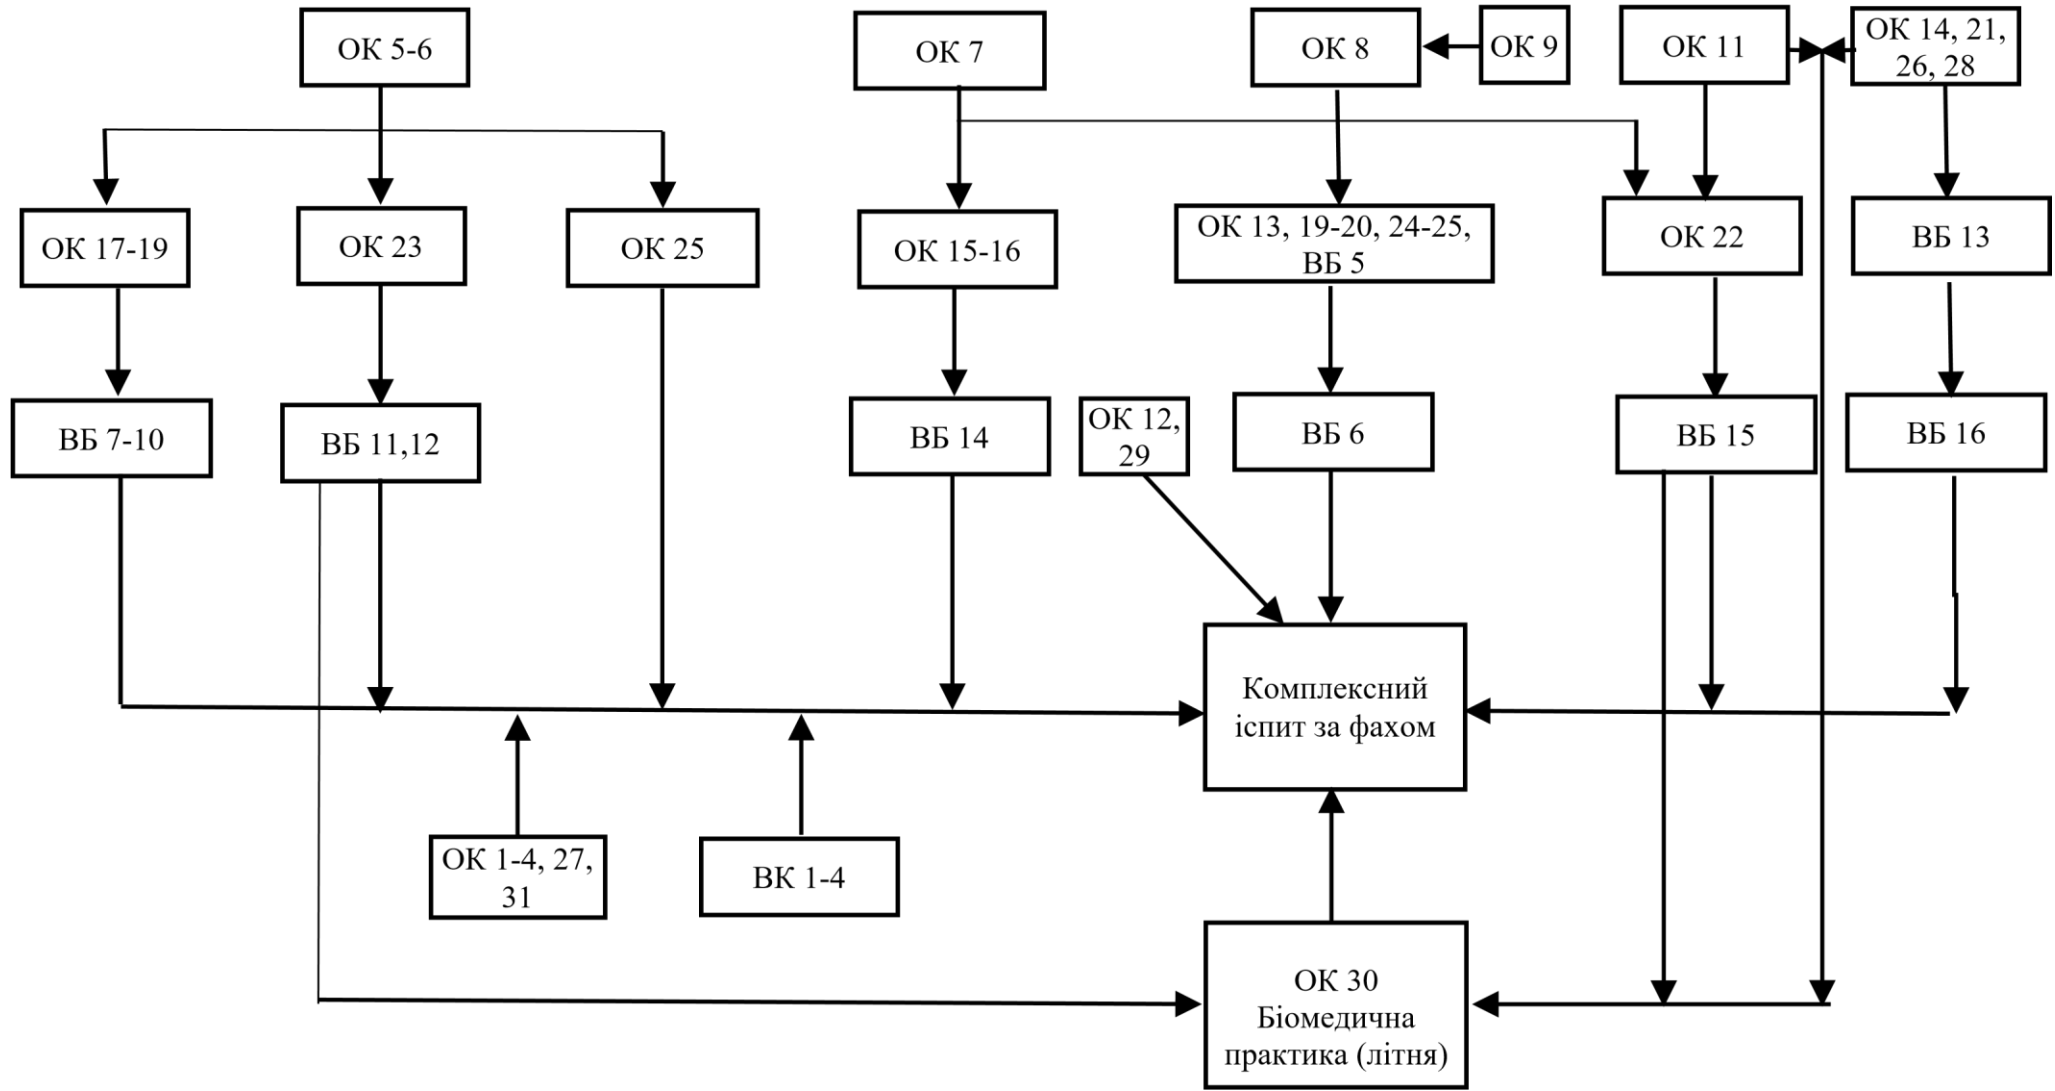 ОК 5-6
ОК 7
ОК 8
ОК 9
ОК 11
ОК 14, 21,
26, 28
ОК 17-19
ОК 23
ОК 25
ОК 15-16
ОК 13, 19-20, 24-25,
ВБ 5
ОК 22
ВБ 13
ВБ 7-10
ВБ 11,12
ВБ 14
ОК 12,
29
ВБ 6
ВБ 15
ВБ 16
Комплексний
іспит за фахом
ОК 1-4, 27,
31
ВК 1-4
ОК 30
Біомедична
практика (літня)